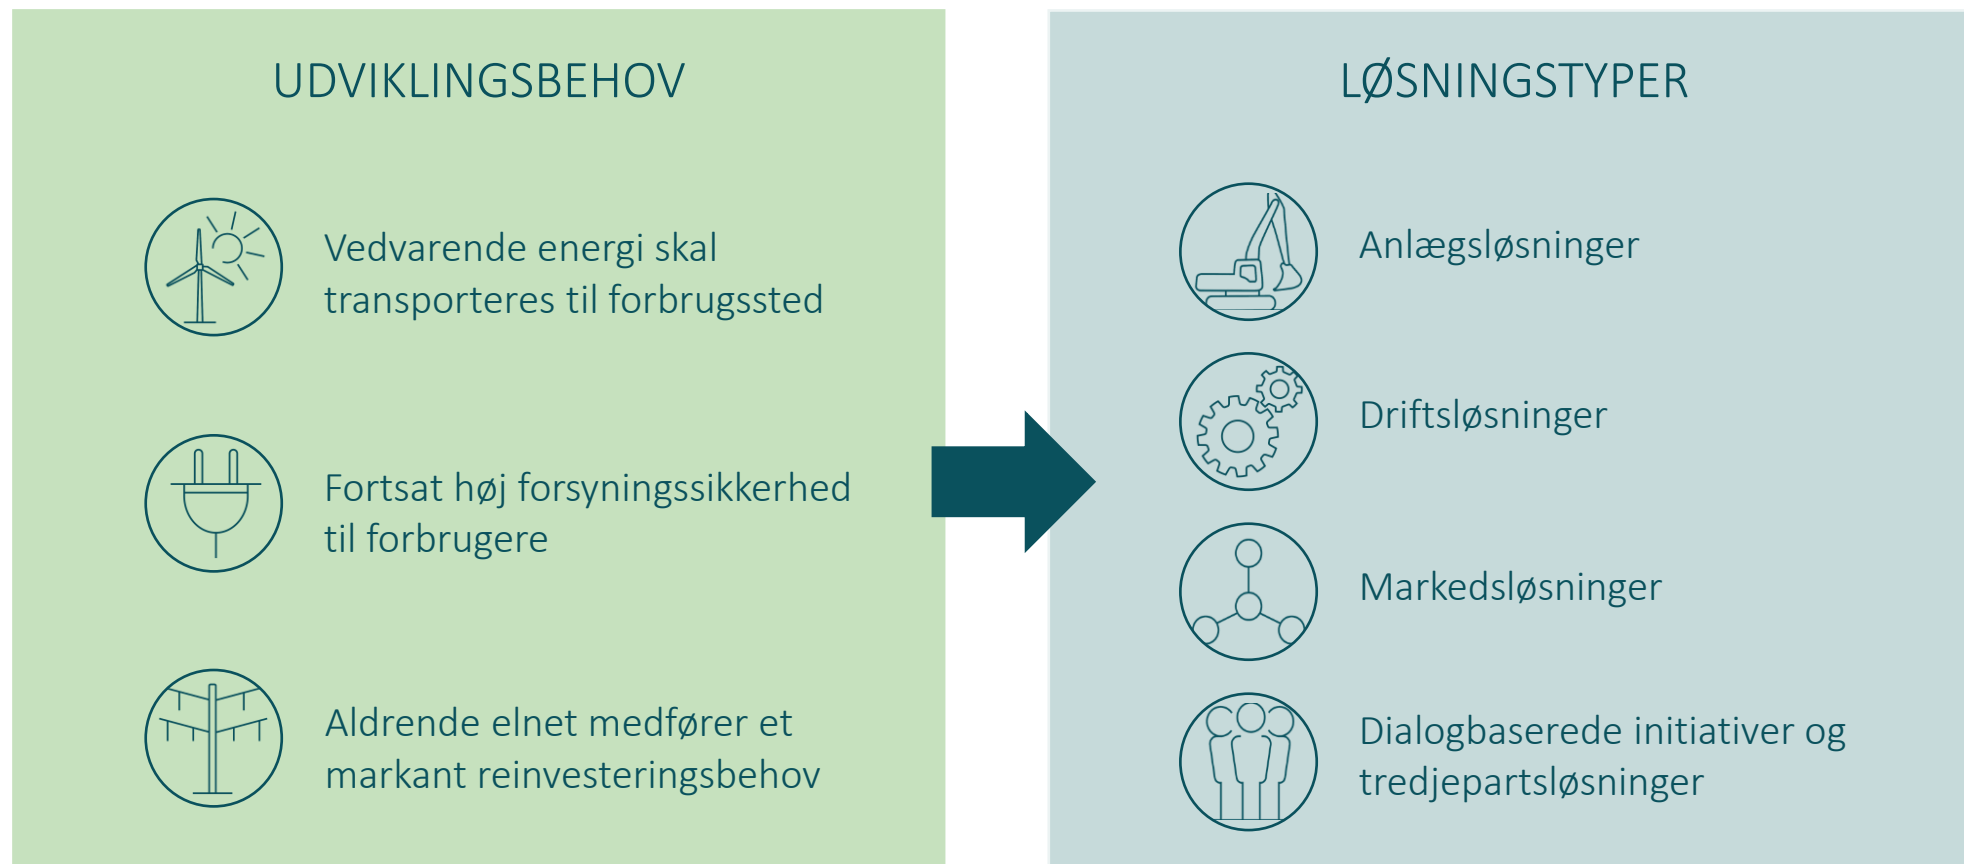 UDVIKLINGSBEHOV
Vedvarende energi skal
transporteres til forbrugssted
Fortsat høj forsyningssikkerhed
til forbrugere
Aldrende elnet medfører et
markant reinvesteringsbehov
LØSNINGSTYPER
Anlægsløsninger
Driftsløsninger
Markedsløsninger
Dialogbaserede initiativer og
tredjepartsløsninger